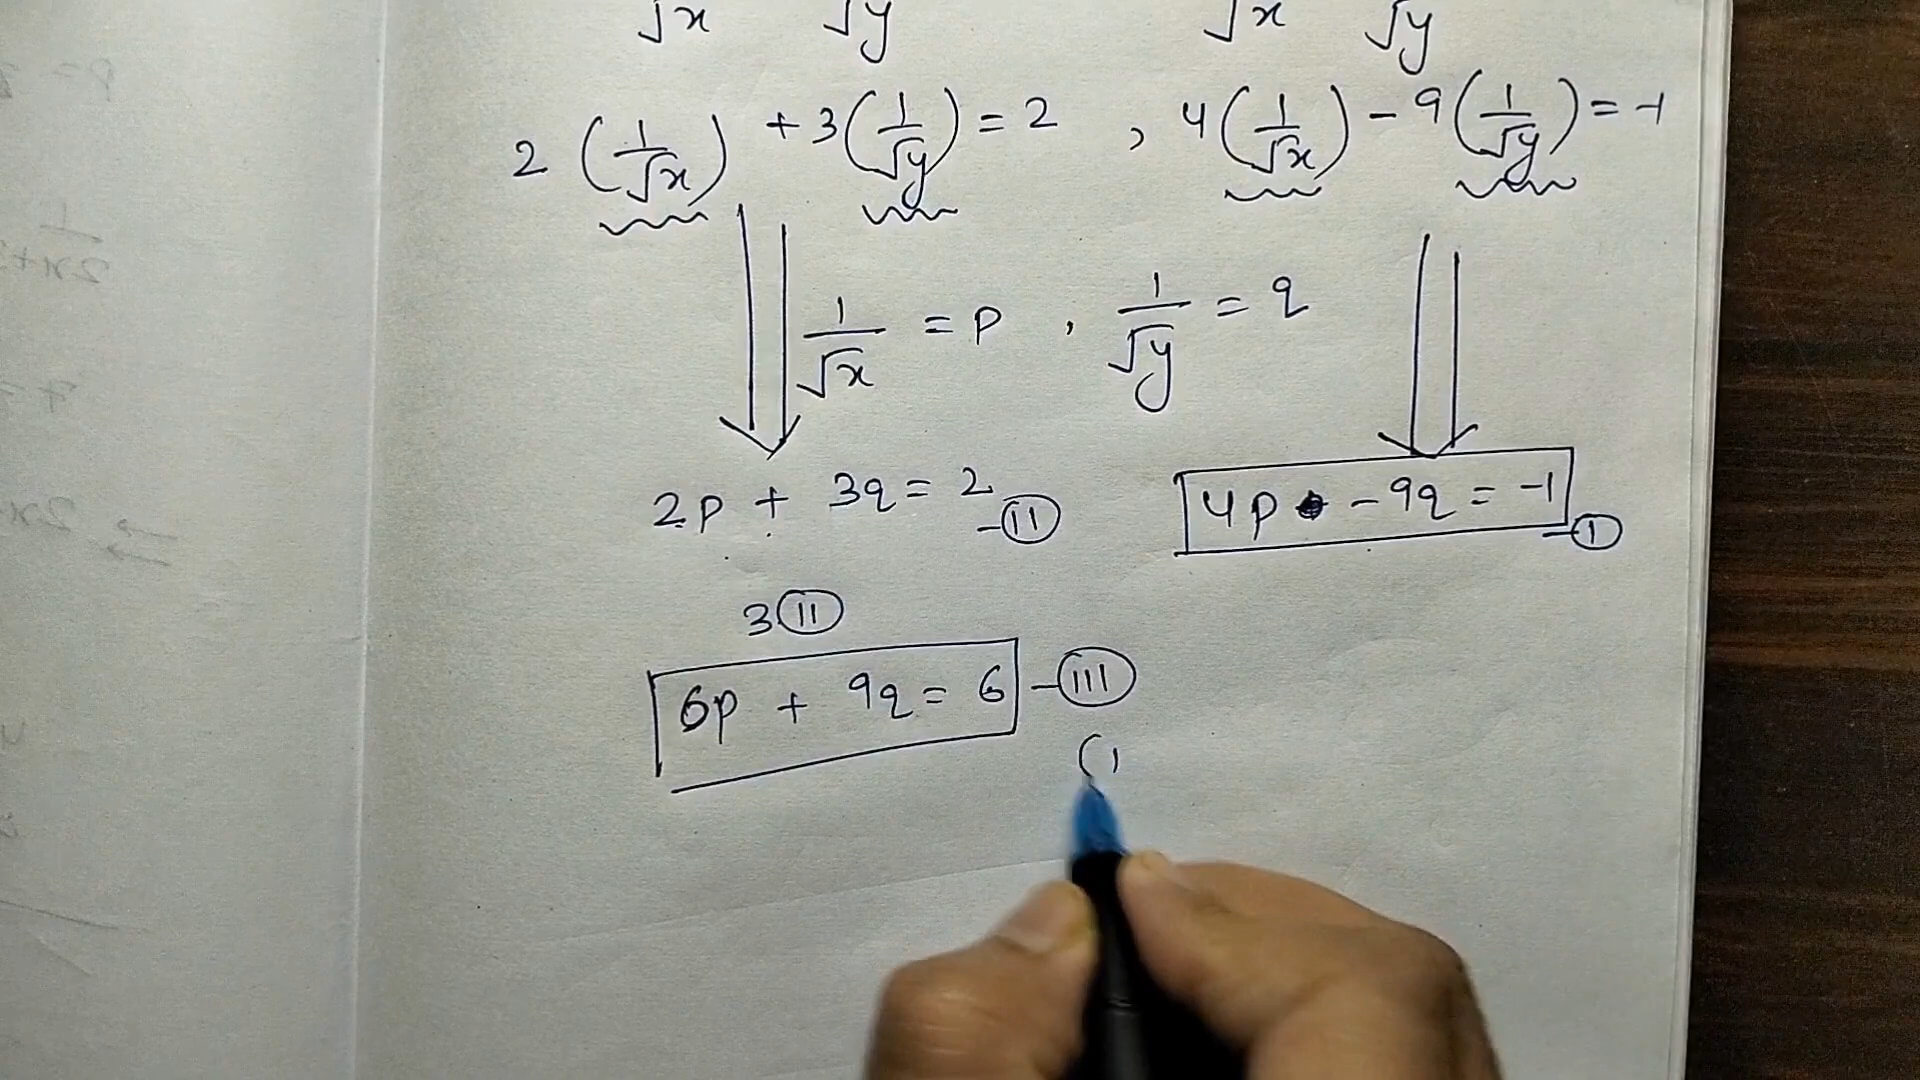 √x √y √x √y
2 (1/√x) + 3(1/√y) = 2 , 4(1/√x) - 9(1/√y) = -1
1/√x = p , 1/√y = q
2p + 3q = 2 -(II) 4p - 9q = -1 -(I)
3(II)
6p + 9q = 6 -(III)
(1